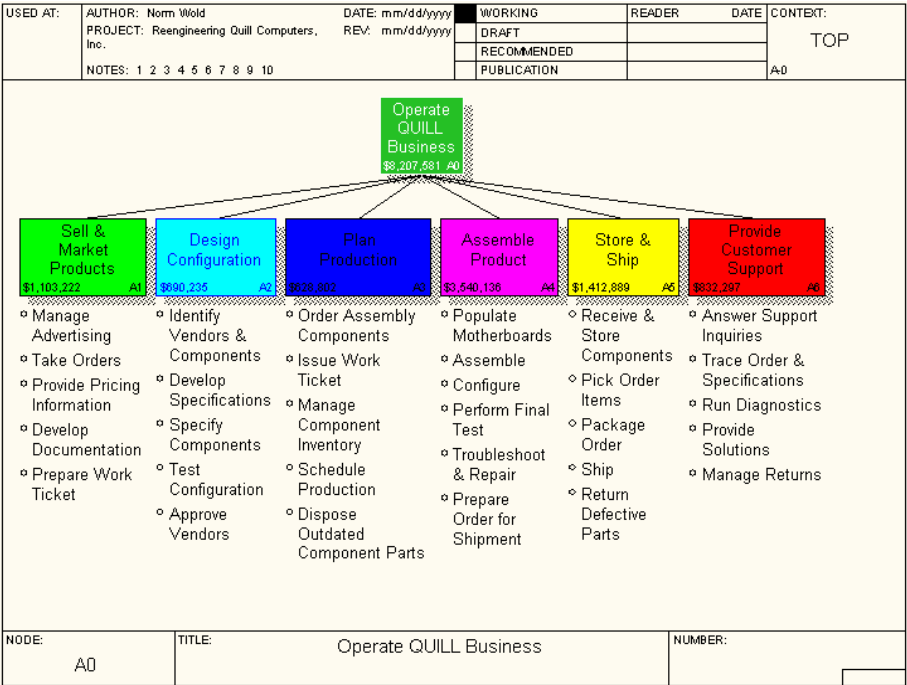 USED AT:
AUTHOR: Norm Wold
DATE: mm/dd/yyyy
PROJECT: Reengineering Quill Computers,
Inc.
REV: mm/dd/yyyy
NOTES: 1 2 3 4 5 6 7 8 9 10
WORKING
DRAFT
RECOMMENDED
PUBLICATION
READER DATE
CONTEXT:
TOP
A-0
Operate
QUILL
Business
$8,207,581 A0
Sell &
Market
Products
$1,103,222 A1
Manage
Advertising
Take Orders
Provide Pricing
Information
Develop
Documentation
Prepare Work
Ticket
Design
Configuration
$690,235 A2
Identify
Vendors &
Components
Develop
Specifications
Specify
Components
Test
Configuration
Approve
Vendors
Plan
Production
$628,802 A3
Order Assembly
Components
Issue Work
Ticket
Manage
Component
Inventory
Schedule
Production
Dispose
Outdated
Component Parts
Assemble
Product
$3,540,136 A4
Populate
Motherboards
Assemble
Configure
Perform Final
Test
Troubleshoot
& Repair
Prepare
Order for
Shipment
Store &
Ship
$1,412,889 A5
Receive &
Store
Components
Pick Order
Items
Package
Order
Ship
Return
Defective
Parts
Provide
Customer
Support
$832,297 A6
Answer Support
Inquiries
Trace Order &
Specifications
Run Diagnostics
Provide
Solutions
Manage Returns
NODE:
A0
TITLE:
Operate QUILL Business
NUMBER: